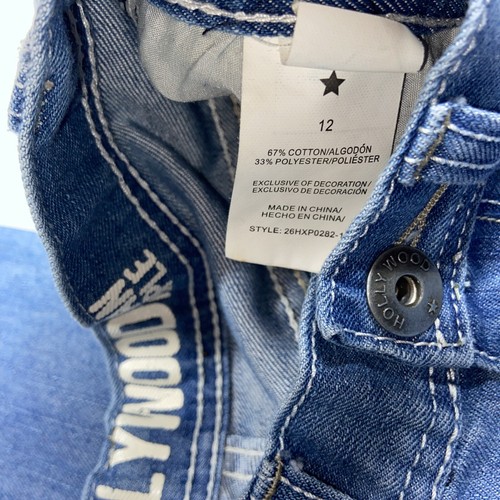 12
67% COTTON/ALGODÓN
33% POLYESTER/POLIÉSTER
EXCLUSIVE OF DECORATION/
EXCLUSIVO DE DECORACIÓN
MADE IN CHINA/
HECHO EN CHINA/
STYLE: 26HXP0282-
HOLLYWOOD
LYWOOD
PLE